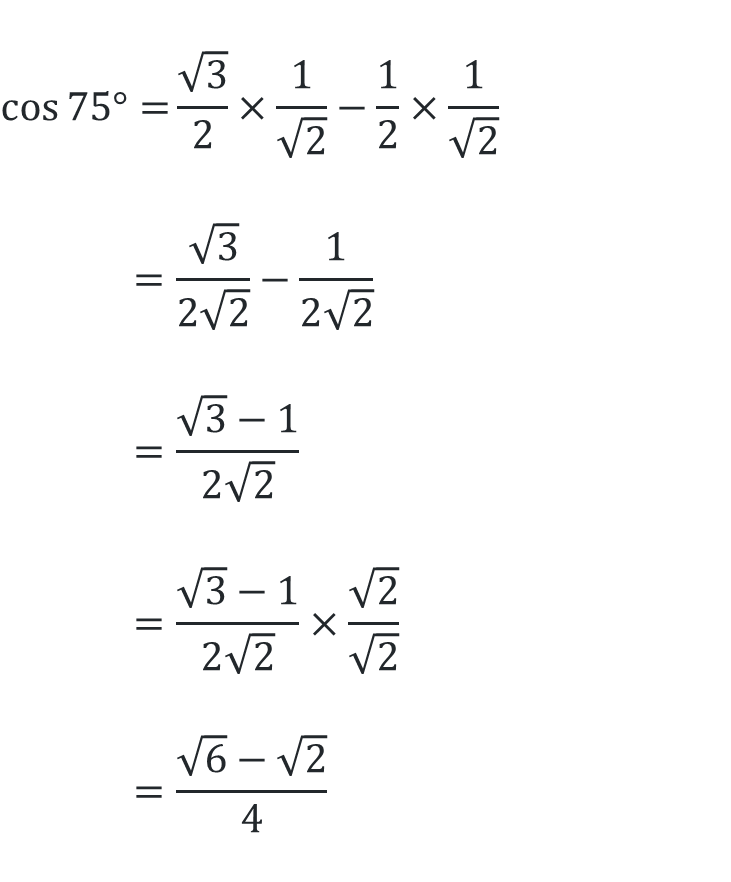 cos 75° = √3/2 × 1/√2 − 1/2 × 1/√2
= √3/2√2 − 1/2√2
= √3 − 1/2√2
= √3 − 1/2√2 × √2/√2
= √6 − √2/4